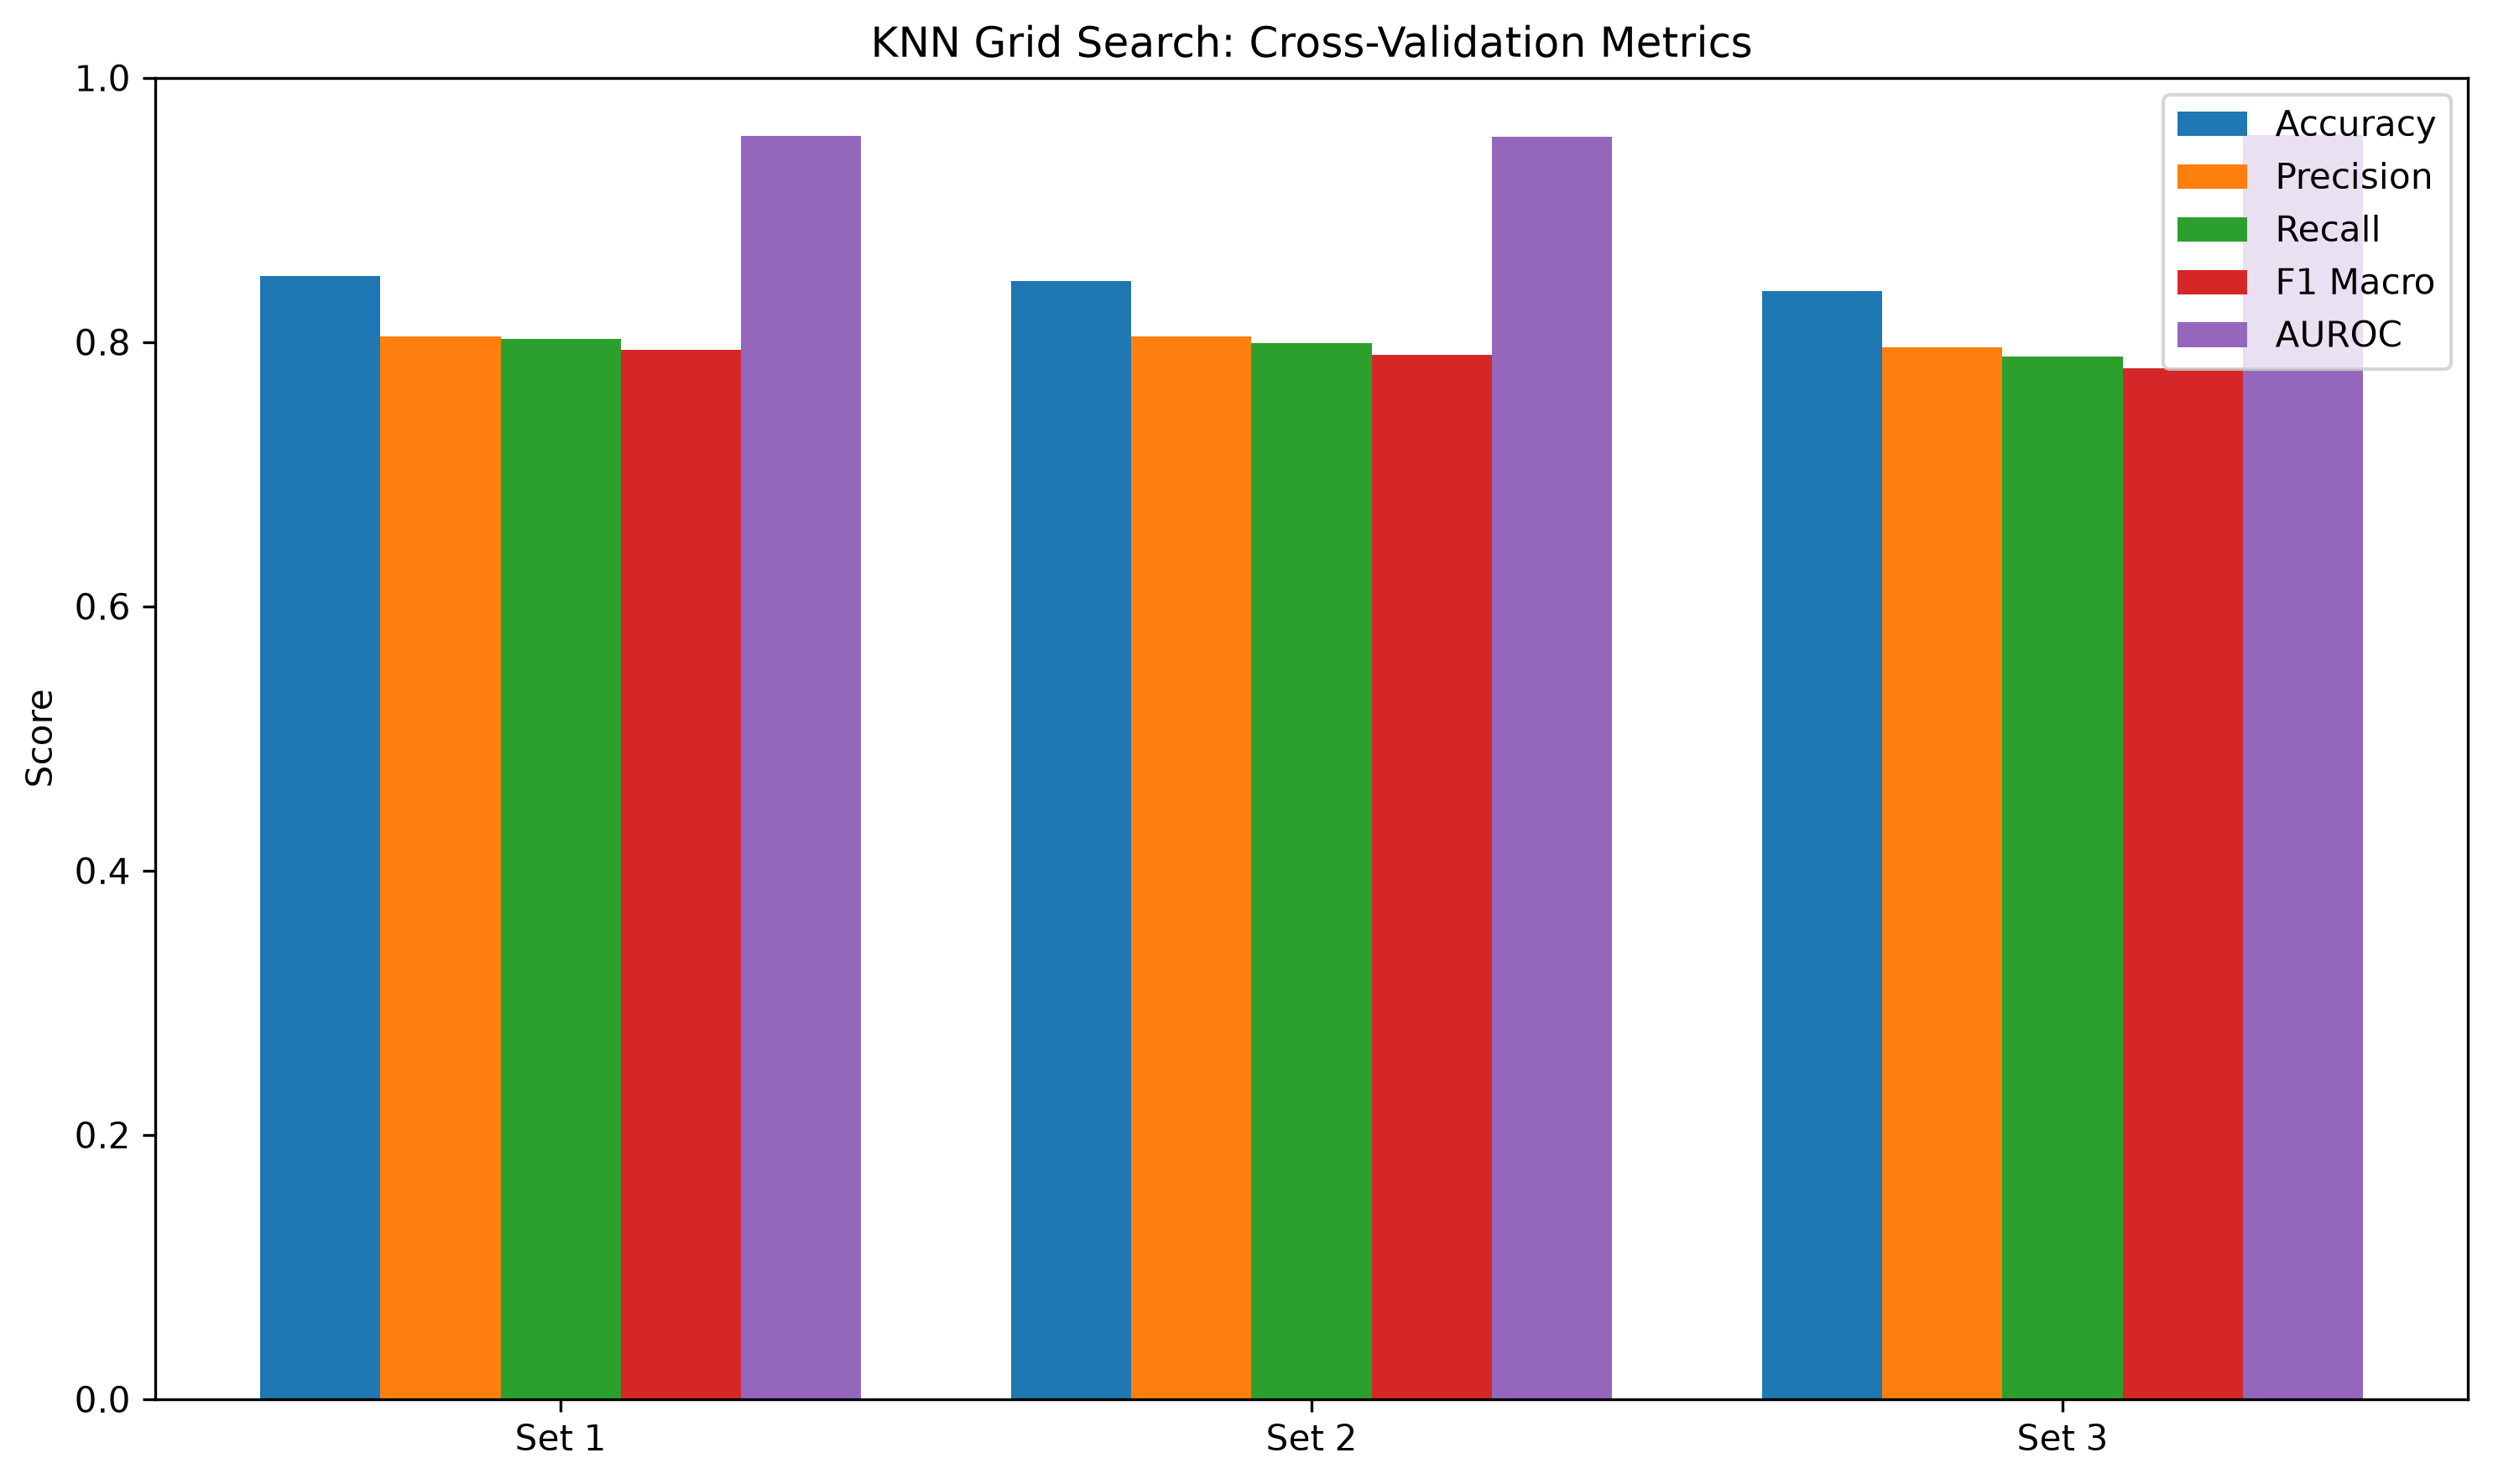 KNN Grid Search: Cross-Validation Metrics
1.0
0.8
0.6
0.4
0.2
0.0
Score
Accuracy
Precision
Recall
F1 Macro
AUROC
Set 1
Set 2
Set 3